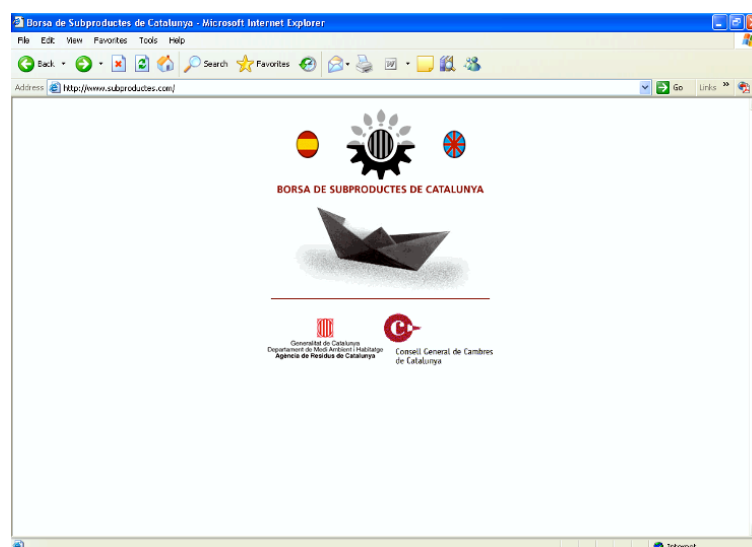 Borsa de Subproductes de Catalunya - Microsoft Internet Explorer
File Edit View Favorites Tools Help
Back Search Favorites
Address http://www.subproductes.com/ Go Links »
BORSA DE SUBPRODUCTES DE CATALUNYA
Generalitat de Catalunya
Departament de Medi Ambient i Habitatge
Agència de Residus de Catalunya
Consell General de Cambres
de Catalunya
Internet